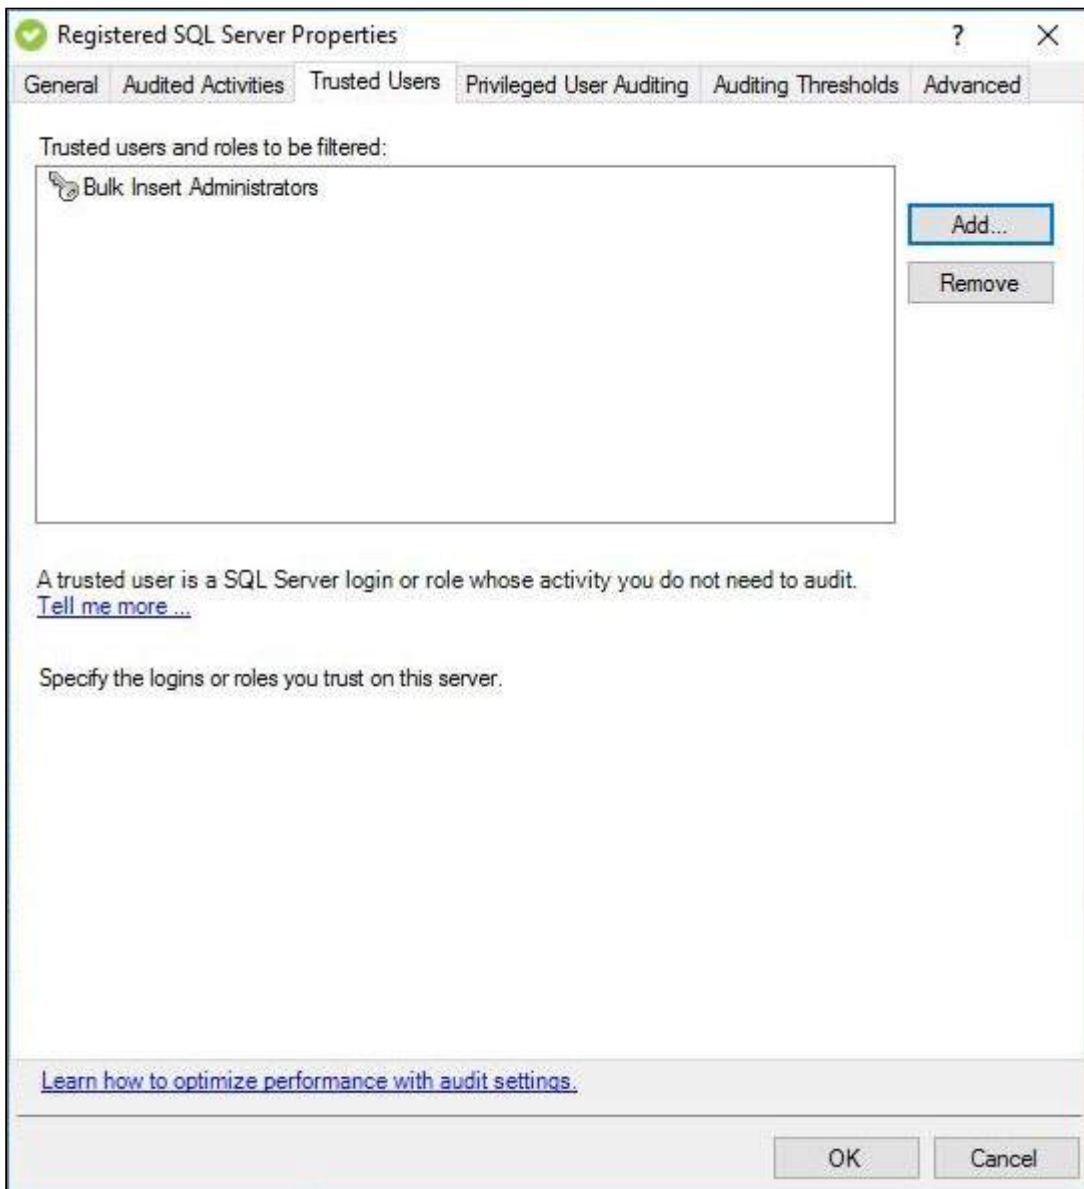 Registered SQL Server Properties ?
General Audited Activities Trusted Users Privileged User Auditing Auditing Thresholds Advanced
Trusted users and roles to be filtered:
Bulk Insert Administrators
Add...
Remove
A trusted user is a SQL Server login or role whose activity you do not need to audit.
Tell me more ...
Specify the logins or roles you trust on this server.
Learn how to optimize performance with audit settings.
OK Cancel